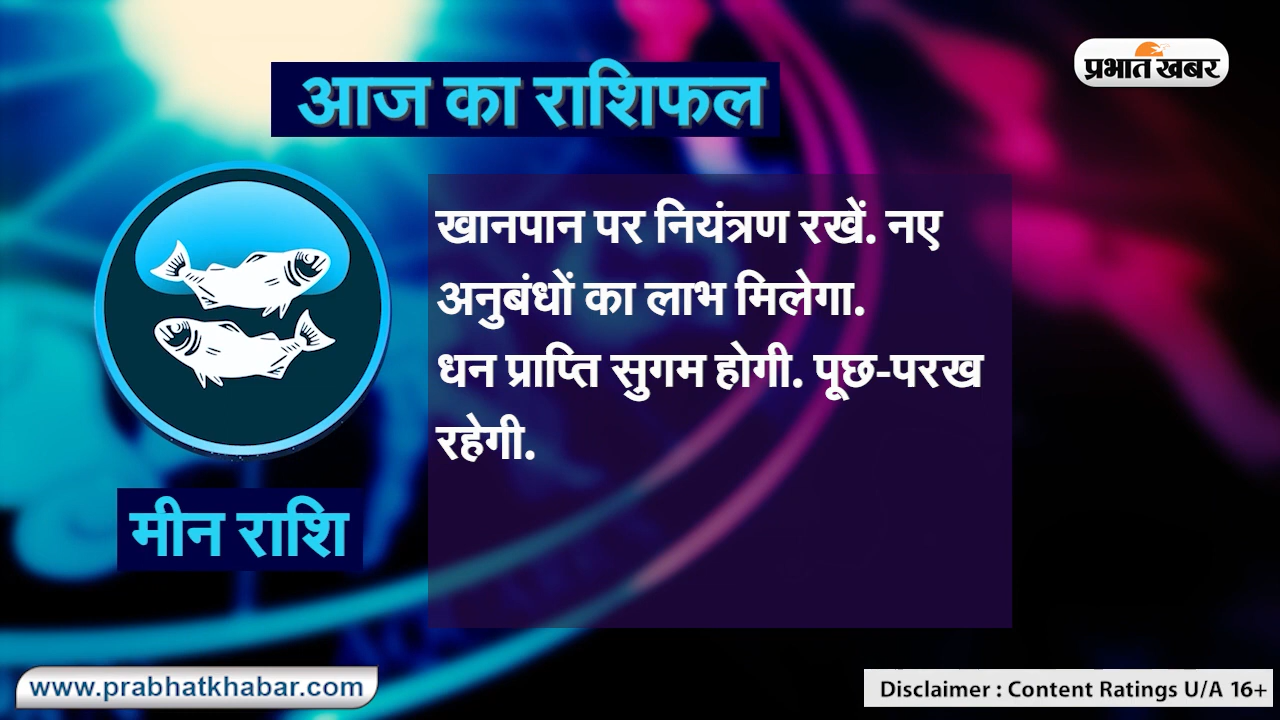 आज का राशिफल
प्रभात खबर
खानपान पर नियंत्रण रखें. नए
अनुबंधों का लाभ मिलेगा.
धन प्राप्ति सुगम होगी. पूछ-परख
रहेगी.
मीन राशि
www.prabhatkhabar.com
Disclaimer : Content Ratings U/A 16+